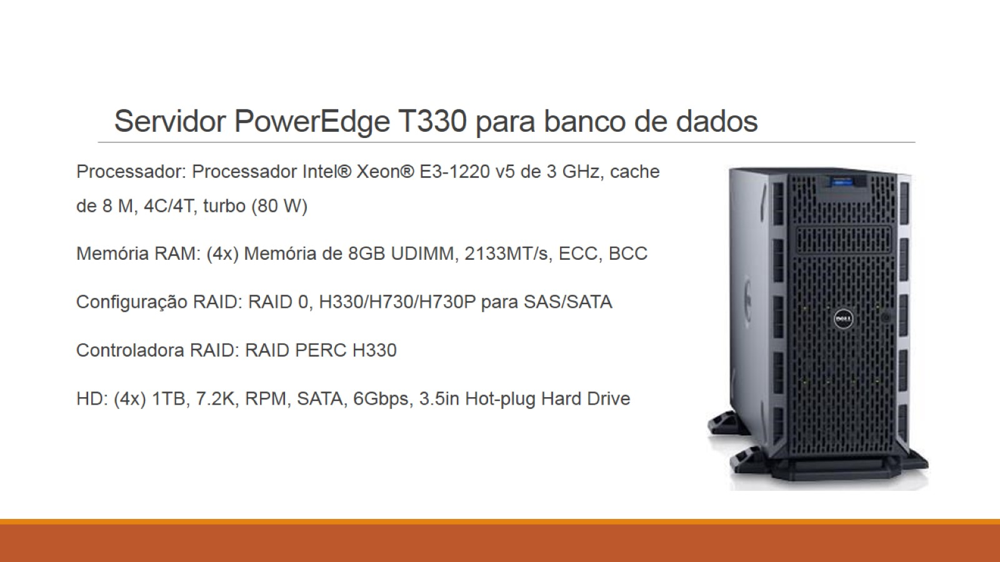 Servidor PowerEdge T330 para banco de dados
Processador: Processador Intel® Xeon® E3-1220 v5 de 3 GHz, cache
de 8 M, 4C/4T, turbo (80 W)
Memória RAM: (4x) Memória de 8GB UDIMM, 2133MT/s, ECC, BCC
Configuração RAID: RAID 0, H330/H730/H730P para SAS/SATA
Controladora RAID: RAID PERC H330
HD: (4x) 1TB, 7.2K, RPM, SATA, 6Gbps, 3.5in Hot-plug Hard Drive
DELL